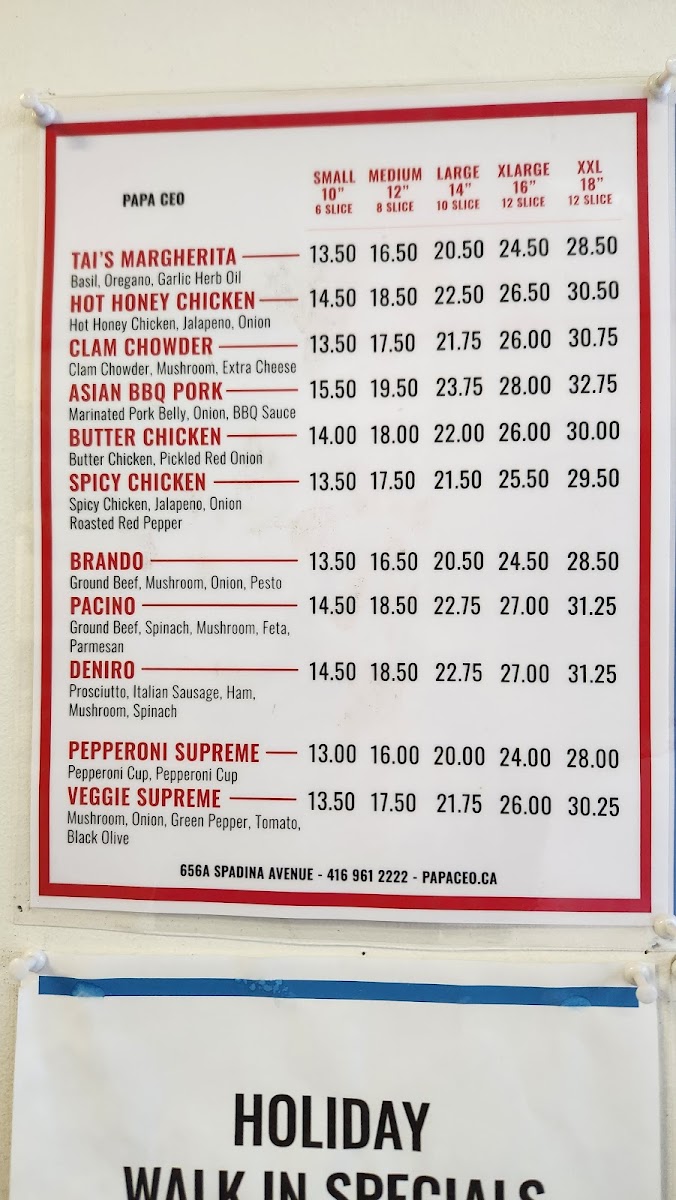 PAPA CEO
SMALL MEDIUM LARGE XLARGE XXL
10" 12" 14" 16" 18"
6 SLICE 8 SLICE 10 SLICE 12 SLICE 12 SLICE
TAI'S MARGHERITA 13.50 16.50 20.50 24.50 28.50
Basil, Oregano, Garlic Herb Oil
HOT HONEY CHICKEN 14.50 18.50 22.50 26.50 30.50
Hot Honey Chicken, Jalapeno, Onion
CLAM CHOWDER 13.50 17.50 21.75 26.00 30.75
Clam Chowder, Mushroom, Extra Cheese
ASIAN BBQ PORK 15.50 19.50 23.75 28.00 32.75
Marinated Pork Belly, Onion, BBQ Sauce
BUTTER CHICKEN 14.00 18.00 22.00 26.00 30.00
Butter Chicken, Pickled Red Onion
SPICY CHICKEN 13.50 17.50 21.50 25.50 29.50
Spicy Chicken, Jalapeno, Onion
Roasted Red Pepper
BRANDO 13.50 16.50 20.50 24.50 28.50
Ground Beef, Mushroom, Onion, Pesto
PACINO 14.50 18.50 22.75 27.00 31.25
Ground Beef, Spinach, Mushroom, Feta,
Parmesan
DENIRO 14.50 18.50 22.75 27.00 31.25
Prosciutto, Italian Sausage, Ham,
Mushroom, Spinach
PEPPERONI SUPREME 13.00 16.00 20.00 24.00 28.00
Pepperoni Cup, Pepperoni Cup
VEGGIE SUPREME 13.50 17.50 21.75 26.00 30.25
Mushroom, Onion, Green Pepper, Tomato,
Black Olive
656A SPADINA AVENUE - 416 961 2222 - PAPACEO.CA
HOLIDAY
WALK IN SPECIALS